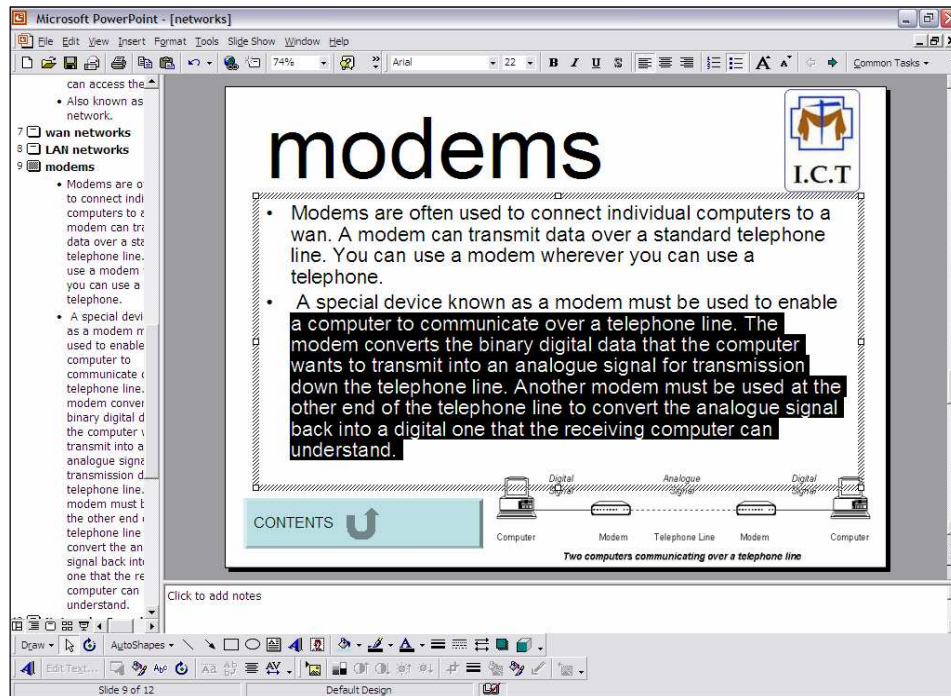 Microsoft PowerPoint - [networks]
File Edit View Insert Format Tools Slide Show Window Help
74% Arial 22 B I U S A A Common Tasks
can access the
• Also known as
network.
7 wan networks
8 LAN networks
9 modems
• Modems are o
to connect indi
computers to a
modem can tra
data over a sta
telephone line.
use a modem
you can use a
telephone.
• A special devi
as a modem m
used to enable
computer to
communicate
telephone line.
modem conver
binary digital d
the computer
transmit into a
analogue signa
transmission d
telephone line.
modem must b
the other end
telephone line
convert the an
signal back int
one that the re
computer can
understand.
modems
I.C.T
• Modems are often used to connect individual computers to a
wan. A modem can transmit data over a standard telephone
line. You can use a modem wherever you can use a
telephone.
• A special device known as a modem must be used to enable
a computer to communicate over a telephone line. The
modem converts the binary digital data that the computer
wants to transmit into an analogue signal for transmission
down the telephone line. Another modem must be used at the
other end of the telephone line to convert the analogue signal
back into a digital one that the receiving computer can
understand.
CONTENTS
Digital Signal
Analogue Signal
Digital Signal
Computer Modem Telephone Line Modem Computer
Two computers communicating over a telephone line
Click to add notes
Draw AutoShapes
Edit Text...
Slide 9 of 12 Default Design